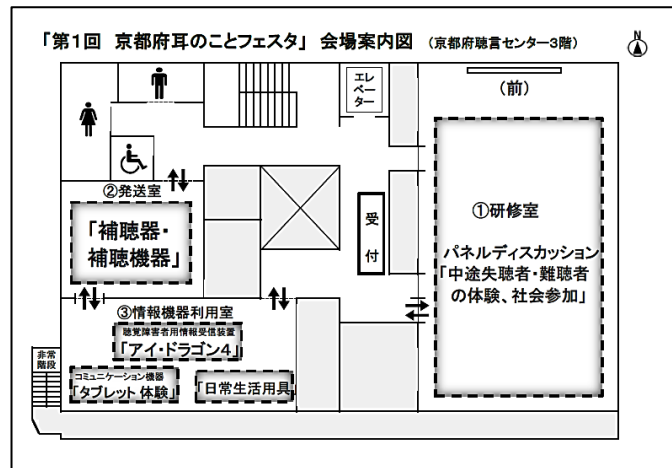 「第1回 京都府耳のことフェスタ」 会場案内図 (京都府聴言センター3階)
N
エレ
ベー
ター
(前)
②発送室
「補聴器・
補聴機器」
受付
①研修室
パネルディスカッション
「中途失聴者・難聴者
の体験、社会参加」
③情報機器利用室
聴覚障害者用情報受信装置
「アイ・ドラゴン4」
非常
階段
コミュニケーション機器
「タブレット体験」
「日常生活用具」